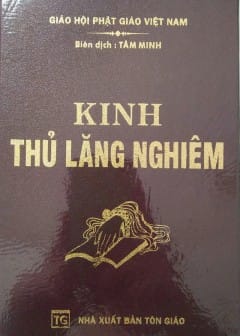 GIÁO HỘI PHẬT GIÁO VIỆT NAM
Biên dịch : TÂM MINH
KINH
THỦ LĂNG NGHIÊM
TG
NHÀ XUẤT BẢN TÔN GIÁO